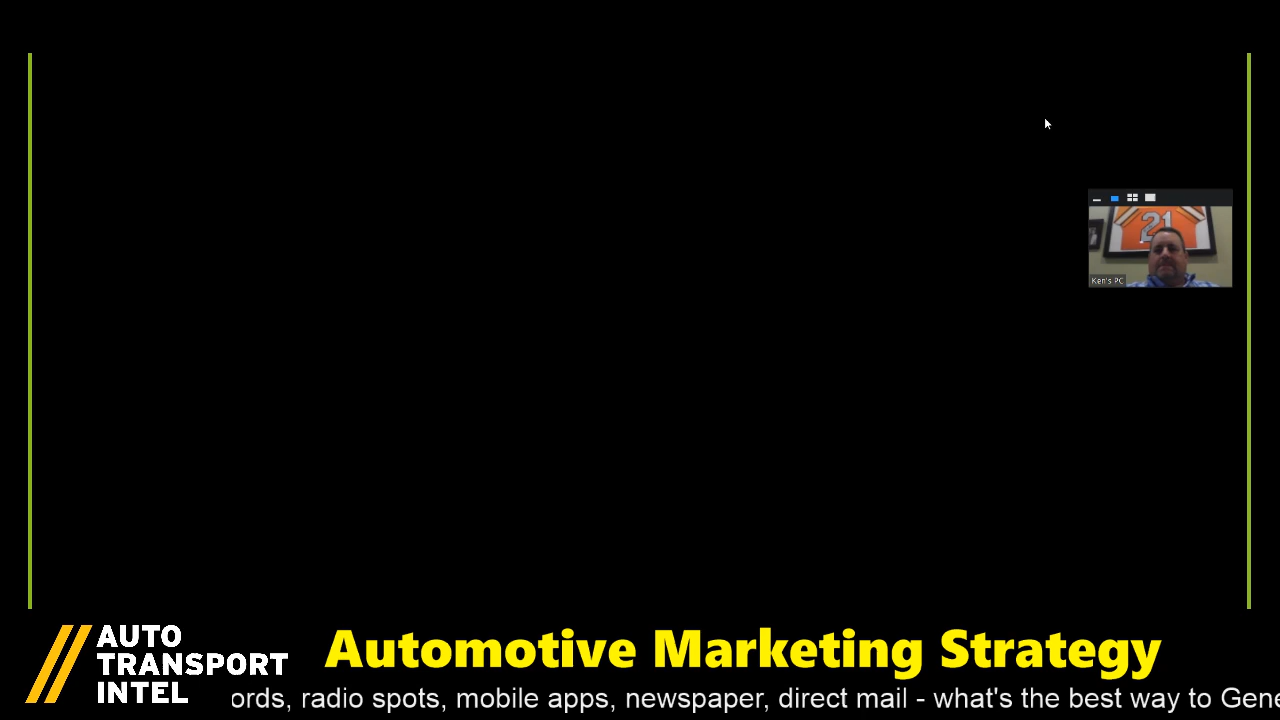 21
Ken's PC
AUTO
TRANSPORT
INTEL
Automotive Marketing Strategy
ords, radio spots, mobile apps, newspaper, direct mail - what's the best way to Gene